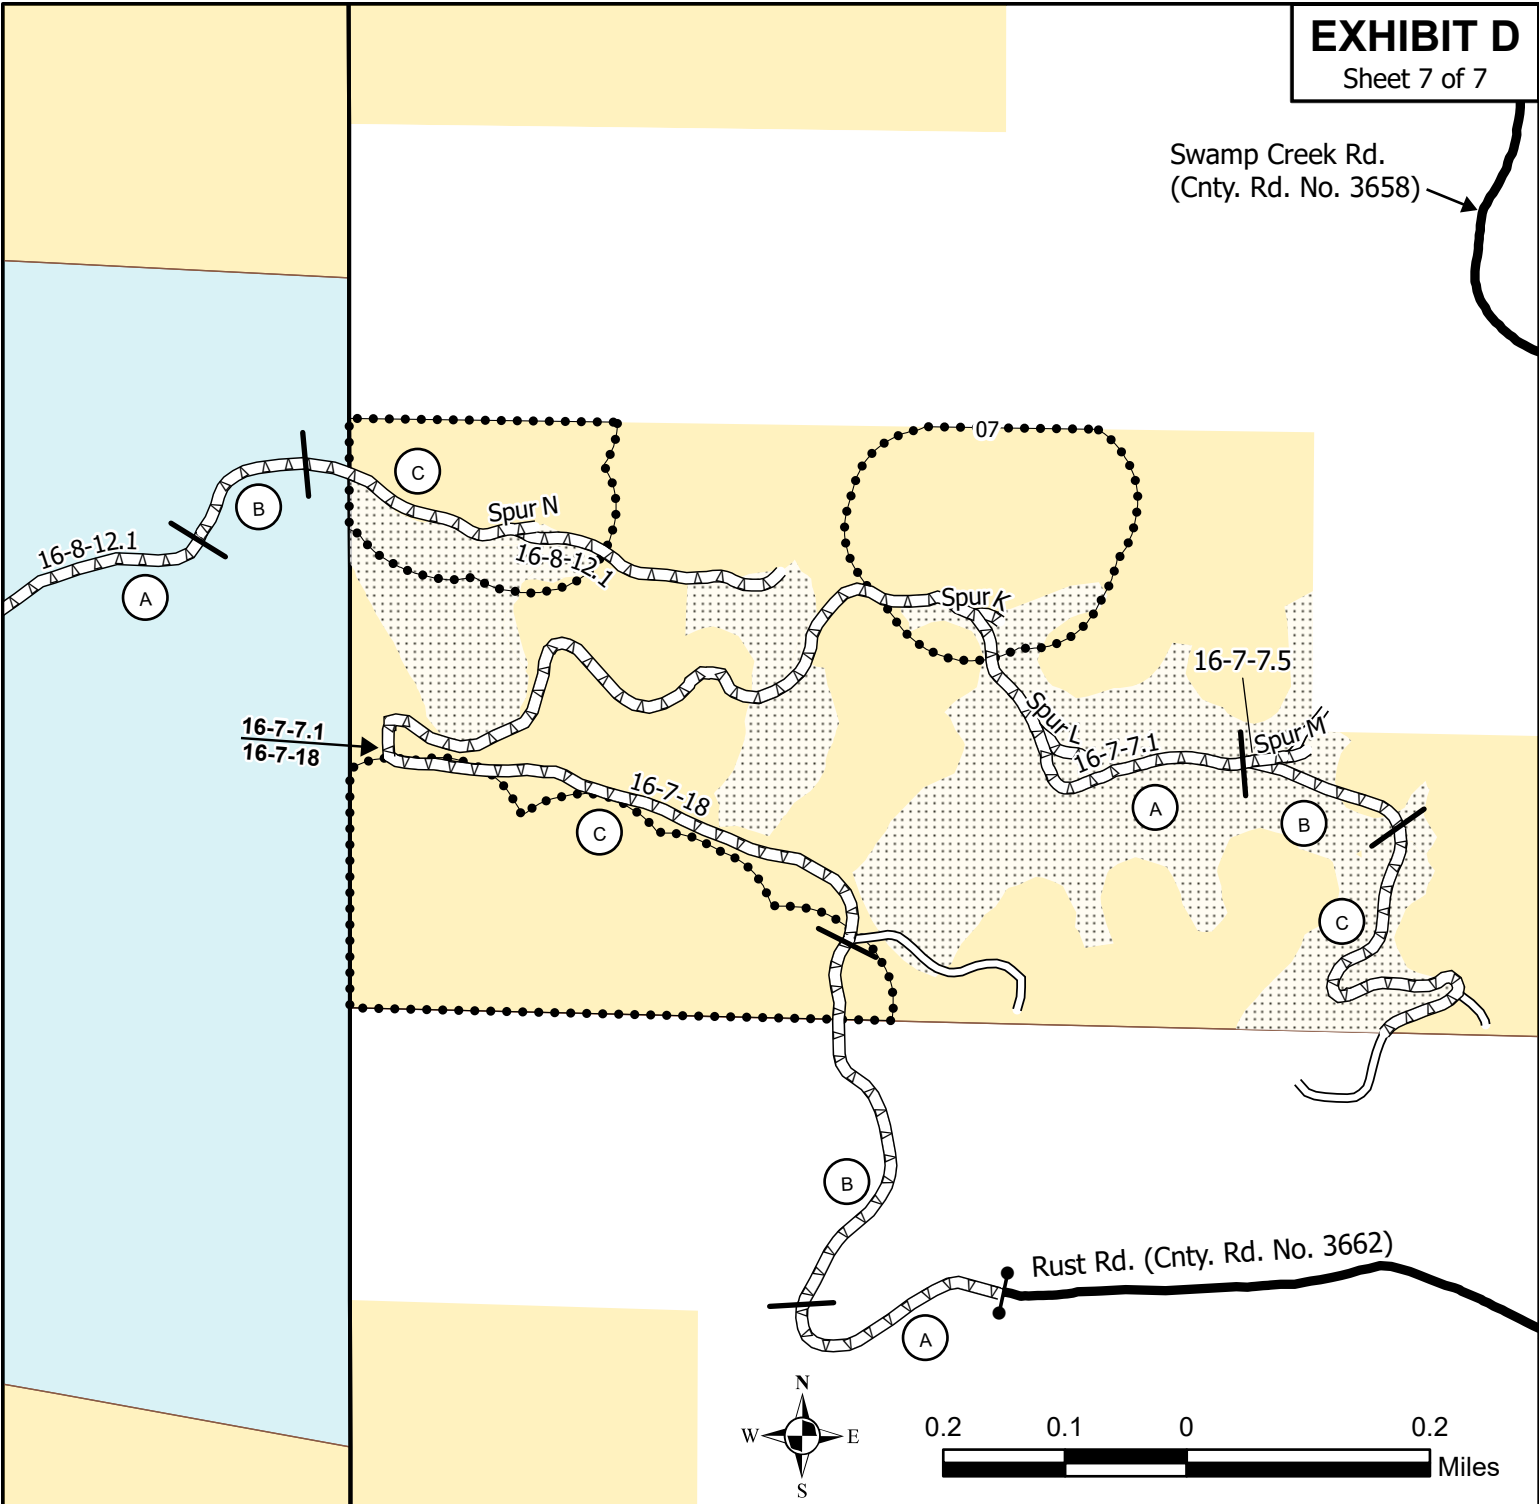 EXHIBIT D
Sheet 7 of 7
Swamp Creek Rd.
(Cnty. Rd. No. 3658)
07
C
Spur N
B
16-8-12.1
16-8-12.1
A
Spur K
16-7-7.5
Spur L
16-7-7.1
16-7-7.1
16-7-18
Spur M
16-7-18
A
B
C
C
B
Rust Rd. (Cnty. Rd. No. 3662)
A
N
W
E
S
0.2
0.1
0
0.2
Miles